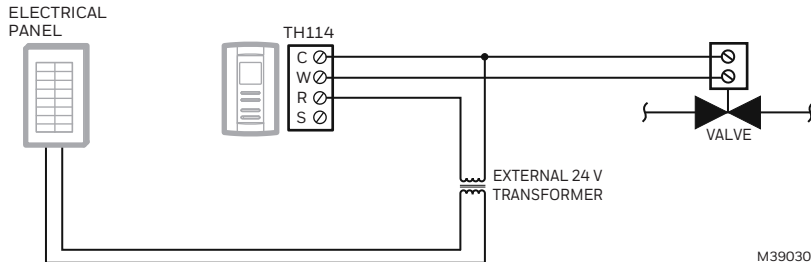 ELECTRICAL
PANEL
TH114
C
W
R
S
VALVE
EXTERNAL 24 V
TRANSFORMER
M39030